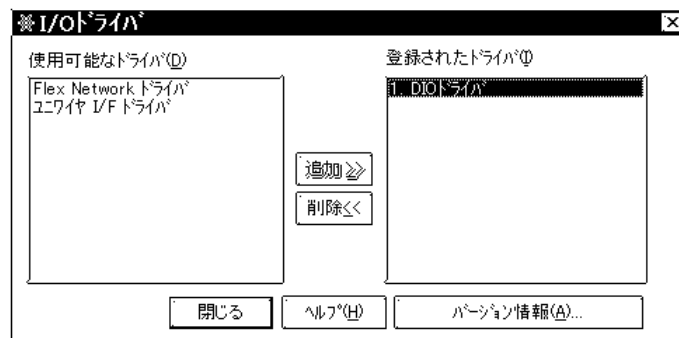 I/Oﾄﾞﾗｲﾊﾞ
使用可能なﾄﾞﾗｲﾊﾞ(D)
Flex Network ﾄﾞﾗｲﾊﾞ
ﾕﾆﾜｲﾔ I/F ﾄﾞﾗｲﾊﾞ
追加>>
削除<<
登録されたﾄﾞﾗｲﾊﾞ(I)
1. DIOﾄﾞﾗｲﾊﾞ
閉じる
ﾍﾙﾌﾟ(H)
ﾊﾞｰｼﾞｮﾝ情報(A)...